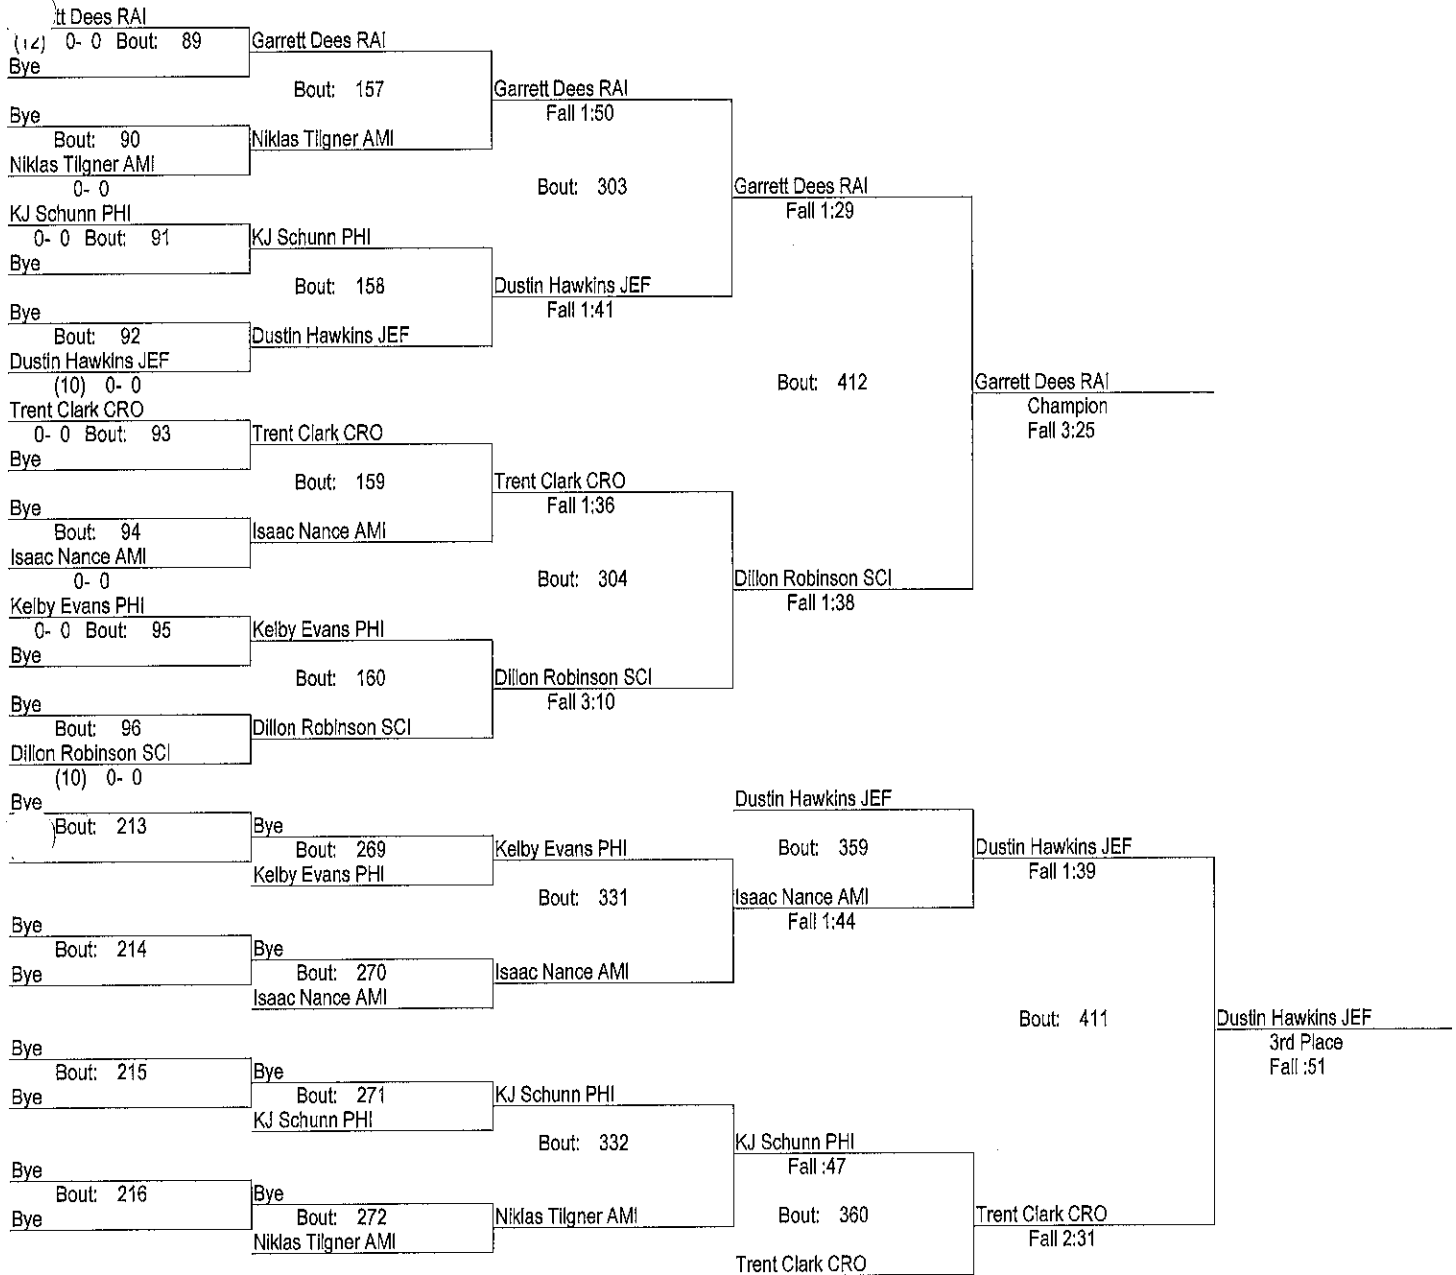 tt Dees RAI
(12) 0- 0 Bout: 89
Bye
Bye
Bout: 90
Niklas Tilgner AMI
0- 0
KJ Schunn PHI
0- 0 Bout: 91
Bye
Bye
Bout: 92
Dustin Hawkins JEF
(10) 0- 0
Trent Clark CRO
0- 0 Bout: 93
Bye
Bye
Bout: 94
Isaac Nance AMI
0- 0
Kelby Evans PHI
0- 0 Bout: 95
Bye
Bye
Bout: 96
Dillon Robinson SCI
(10) 0- 0
Garrett Dees RAI
Bout: 157
Niklas Tilgner AMI
KJ Schunn PHI
Bout: 158
Dustin Hawkins JEF
Trent Clark CRO
Bout: 159
Isaac Nance AMI
Kelby Evans PHI
Bout: 160
Dillon Robinson SCI
Garrett Dees RAI
Fall 1:50
Bout: 303
Dustin Hawkins JEF
Fall 1:41
Trent Clark CRO
Fall 1:36
Bout: 304
Dillon Robinson SCI
Fall 3:10
Garrett Dees RAI
Fall 1:29
Bout: 412
Dillon Robinson SCI
Fall 1:38
Garrett Dees RAI
Champion
Fall 3:25
Bye
Bout: 213
Bye
Bout: 214
Bye
Bye
Bout: 215
Bye
Bye
Bout: 216
Bye
Bye
Bout: 269
Kelby Evans PHI
Bye
Bout: 270
Isaac Nance AMI
Bye
Bout: 271
KJ Schunn PHI
Bye
Bout: 272
Niklas Tilgner AMI
Kelby Evans PHI
Bout: 331
Isaac Nance AMI
KJ Schunn PHI
Bout: 332
Niklas Tilgner AMI
Dustin Hawkins JEF
Bout: 359
Isaac Nance AMI
Fall 1:44
KJ Schunn PHI
Fall :47
Bout: 360
Trent Clark CRO
Dustin Hawkins JEF
Fall 1:39
Bout: 411
Trent Clark CRO
Fall 2:31
Dustin Hawkins JEF
3rd Place
Fall :51